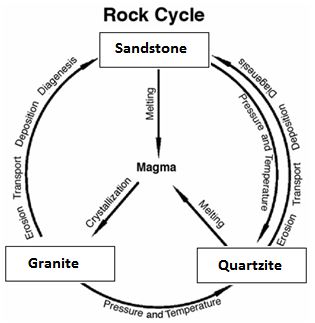 Rock Cycle
Sandstone
Erosion Transport Deposition Diagenesis
Melting
Pressure and Temperature
Erosion Transport Deposition Diagenesis
Magma
Crystallization
Melting
Granite
Quartzite
Pressure and Temperature